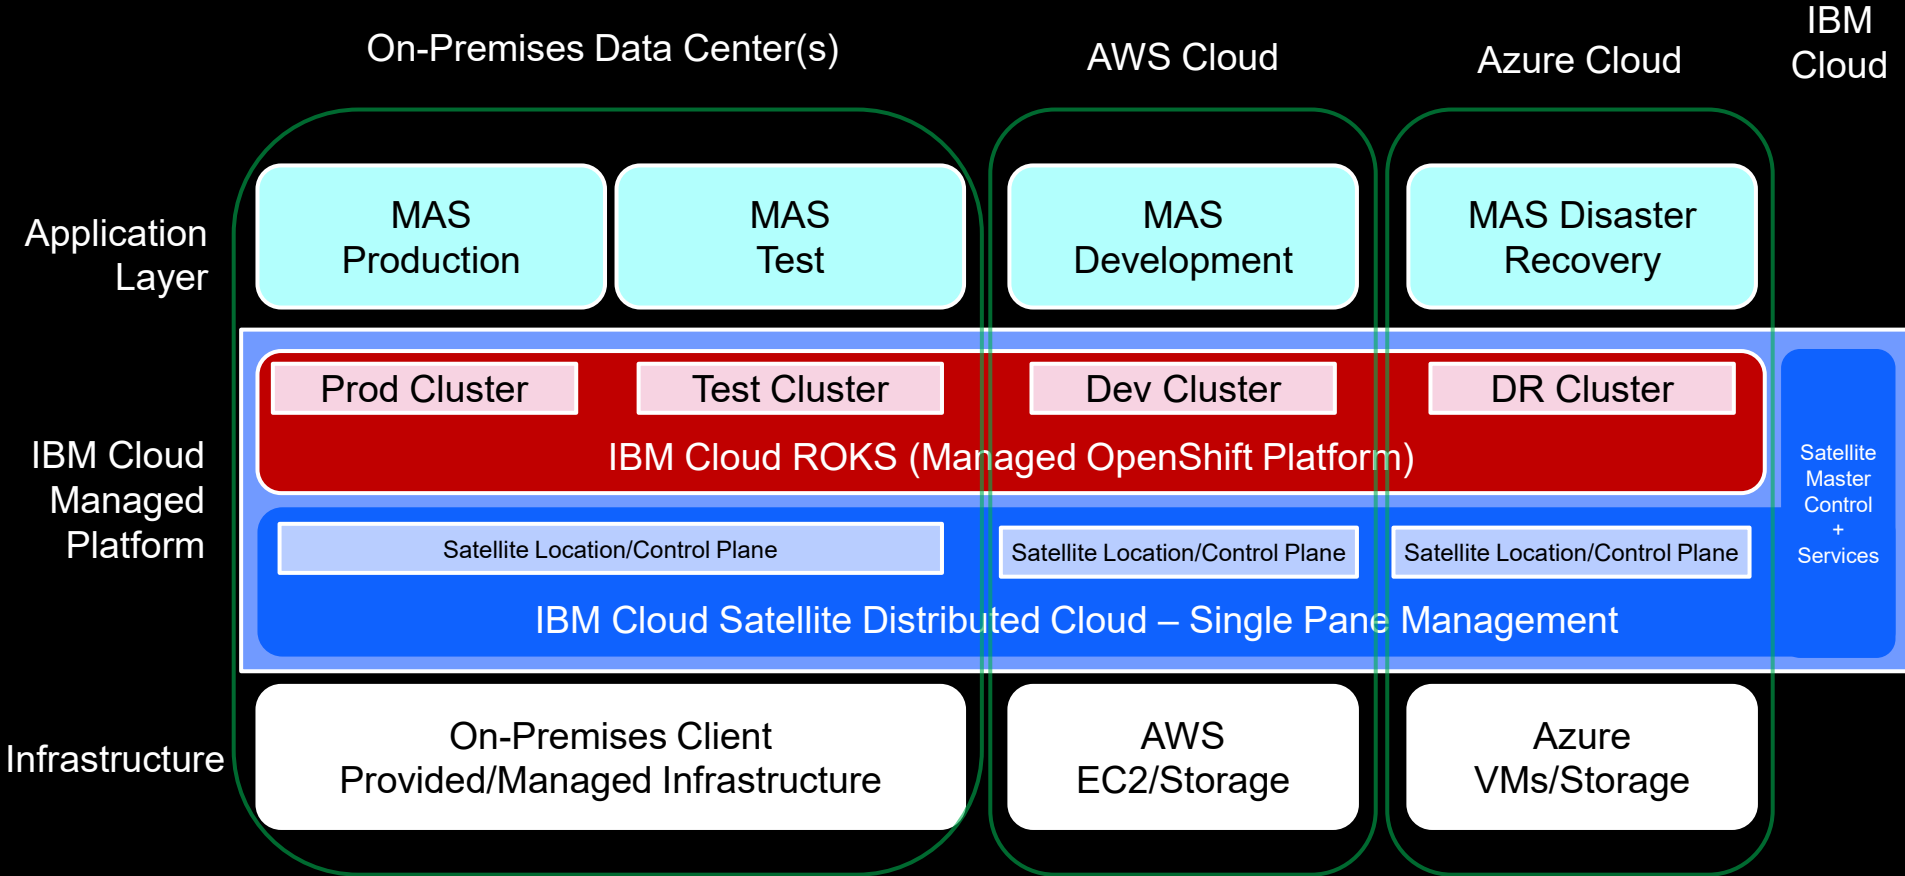 On-Premises Data Center(s)
AWS Cloud
Azure Cloud
IBM
Cloud
Application
Layer
MAS
Production
MAS
Test
MAS
Development
MAS Disaster
Recovery
IBM Cloud
Managed
Platform
Prod Cluster
Test Cluster
Dev Cluster
DR Cluster
IBM Cloud ROKS (Managed OpenShift Platform)
Satellite Location/Control Plane
Satellite Location/Control Plane
Satellite Location/Control Plane
IBM Cloud Satellite Distributed Cloud – Single Pane Management
Satellite
Master
Control
+
Services
Infrastructure
On-Premises Client
Provided/Managed Infrastructure
AWS
EC2/Storage
Azure
VMs/Storage